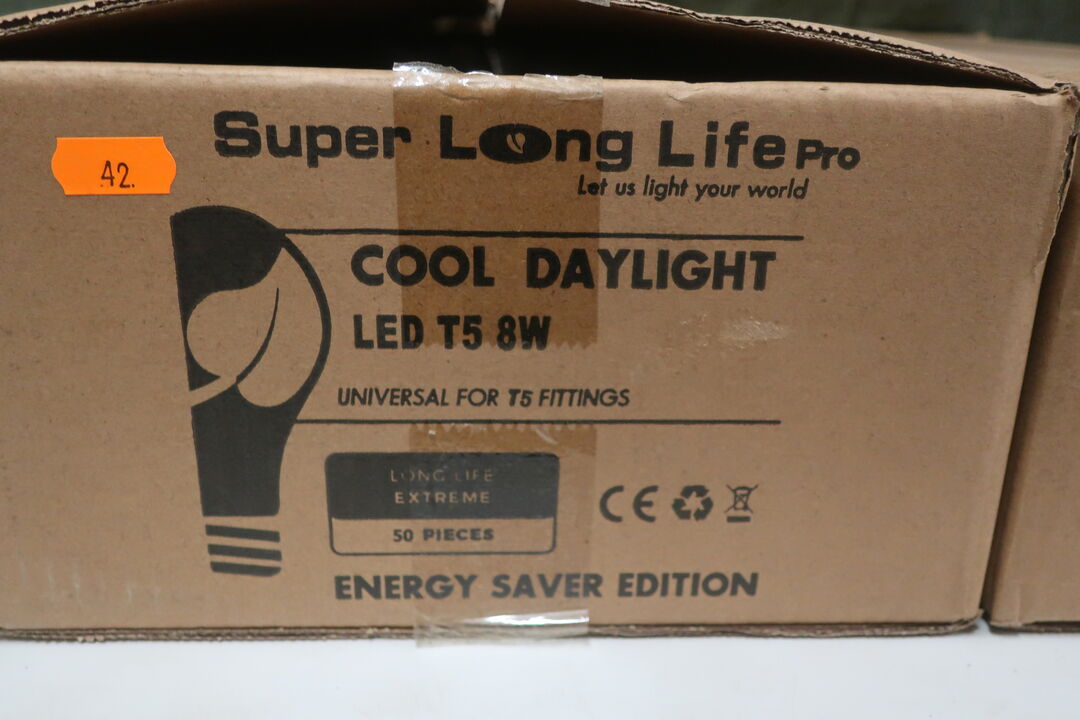 Super Long Life Pro
Let us light your world
42.
COOL DAYLIGHT
LED T5 8W
UNIVERSAL FOR T5 FITTINGS
LONG LIFE
EXTREME
50 PIECES
CE
ENERGY SAVER EDITION